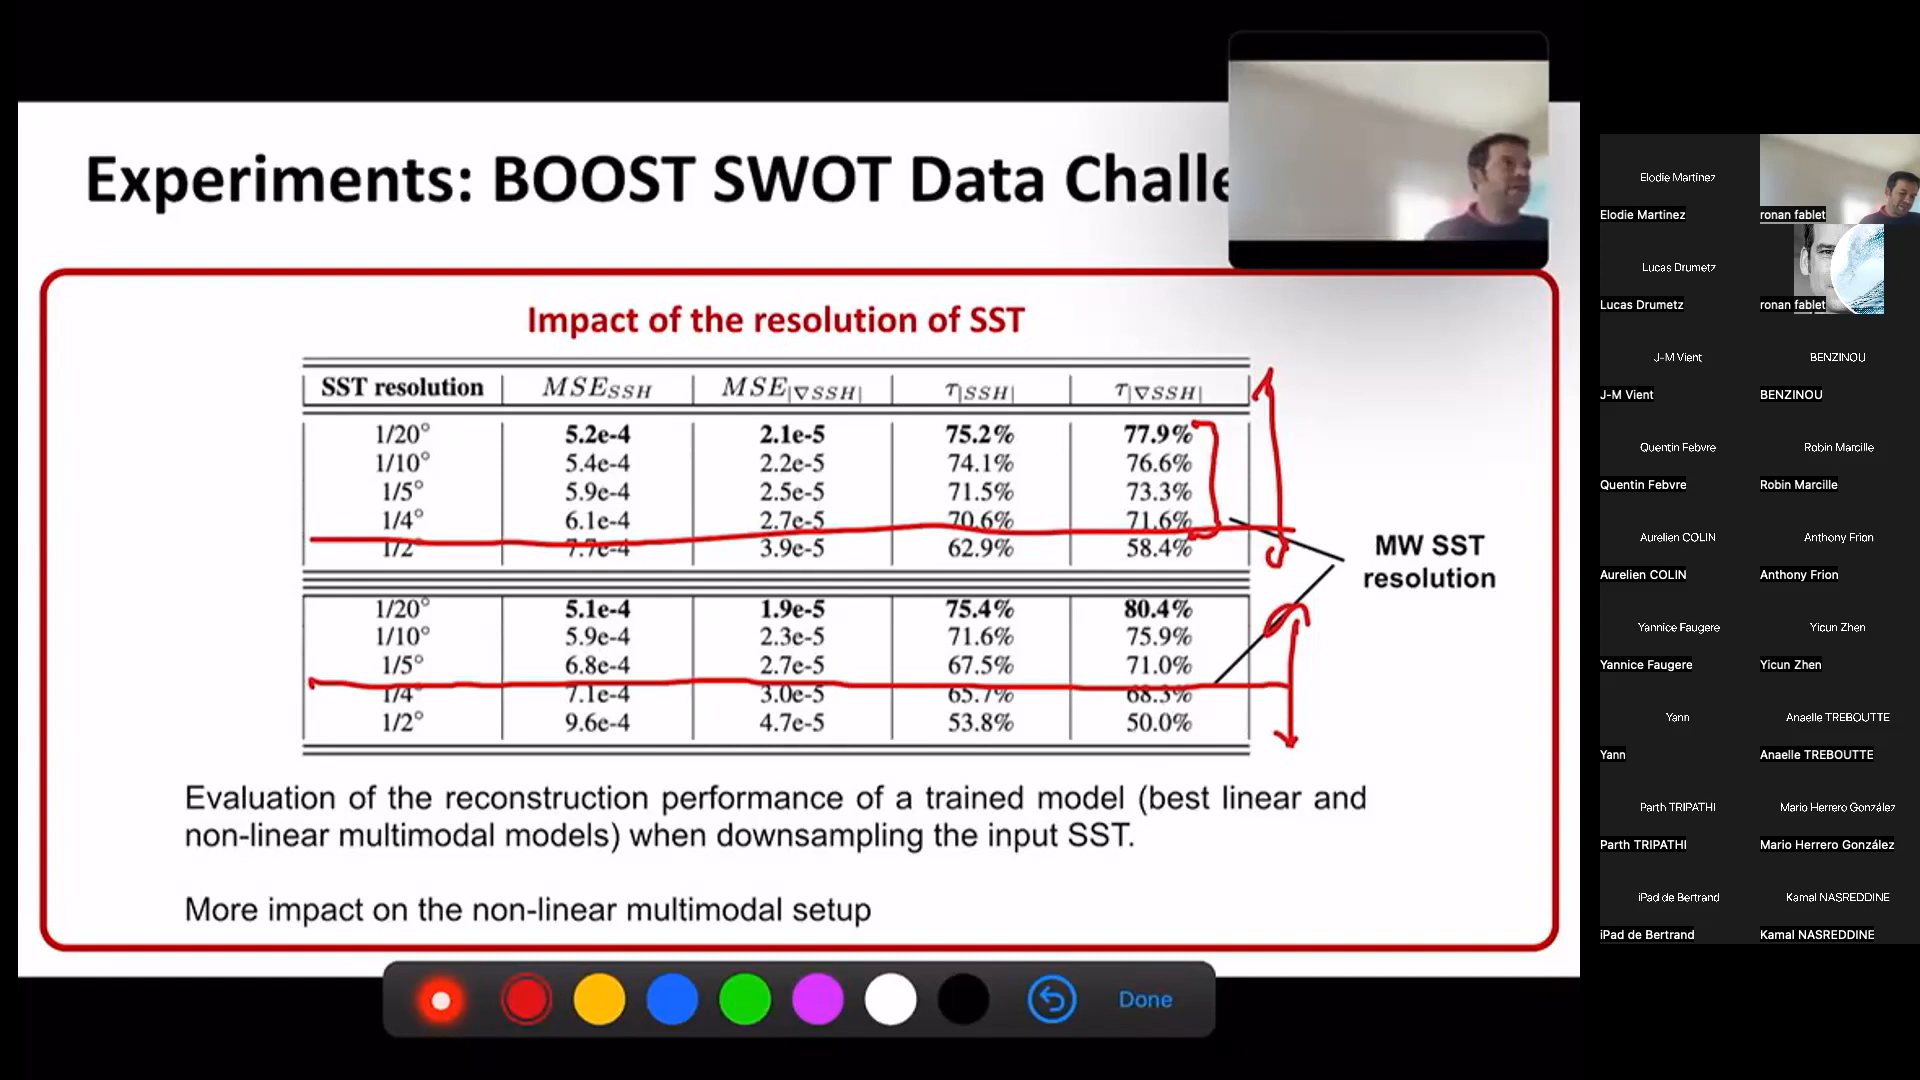 Experiments: BOOST SWOT Data Challe
Impact of the resolution of SST
SST resolution MSE_SSH MSE_|∇SSH| τ_|SSH| τ_|∇SSH|
1/20° 5.2e-4 2.1e-5 75.2% 77.9%
1/10° 5.4e-4 2.2e-5 74.1% 76.6%
1/5° 5.9e-4 2.5e-5 71.5% 73.3%
1/4° 6.1e-4 2.7e-5 70.6% 71.6%
1/2° 7.7e-4 3.9e-5 62.9% 58.4%
1/20° 5.1e-4 1.9e-5 75.4% 80.4%
1/10° 5.9e-4 2.3e-5 71.6% 75.9%
1/5° 6.8e-4 2.7e-5 67.5% 71.0%
1/4° 7.1e-4 3.0e-5 65.7% 68.3%
1/2° 9.6e-4 4.7e-5 53.8% 50.0%
MW SST
resolution
Evaluation of the reconstruction performance of a trained model (best linear and
non-linear multimodal models) when downsampling the input SST.
More impact on the non-linear multimodal setup
Done
Elodie Martinez
Elodie Martinez ronan fablet
Lucas Drumetz
Lucas Drumetz ronan fablet
J-M Vient BENZINOU
J-M Vient BENZINOU
Quentin Febvre Robin Marcille
Quentin Febvre Robin Marcille
Aurelien COLIN Anthony Frion
Aurelien COLIN Anthony Frion
Yannice Faugere Yicun Zhen
Yannice Faugere Yicun Zhen
Yann Anaelle TREBOUTTE
Yann Anaelle TREBOUTTE
Parth TRIPATHI Mario Herrero González
Parth TRIPATHI Mario Herrero González
iPad de Bertrand Kamal NASREDDINE
iPad de Bertrand Kamal NASREDDINE